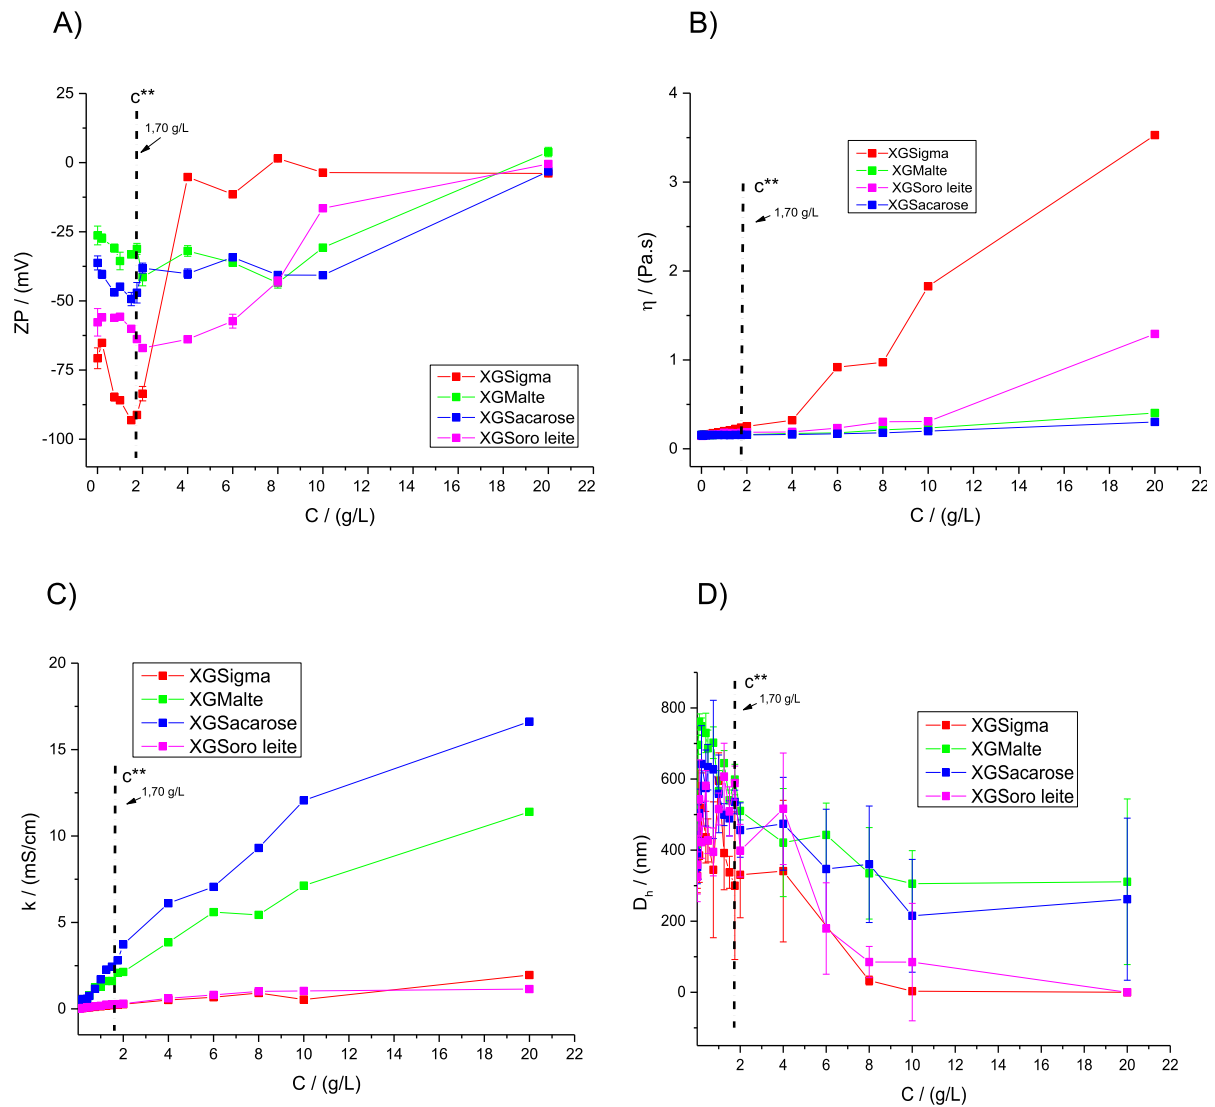 A)
25
0
-25
-50
-75
-100
ZP / (mV)
c**
1,70 g/L
XGSigma
XGMalte
XGSacarose
XGSoro leite
0 2 4 6 8 10 12 14 16 18 20 22
C / (g/L)
B)
4
3
2
1
0
η / (Pa.s)
c**
1,70 g/L
XGSigma
XGMalte
XGSoro leite
XGSacarose
0 2 4 6 8 10 12 14 16 18 20 22
C / (g/L)
C)
20
15
10
5
0
k / (mS/cm)
XGSigma
XGMalte
XGSacarose
XGSoro leite
c**
1,70 g/L
2 4 6 8 10 12 14 16 18 20 22
C / (g/L)
D)
800
600
400
200
0
Dh / (nm)
c**
1,70 g/L
XGSigma
XGMalte
XGSacarose
XGSoro leite
2 4 6 8 10 12 14 16 18 20 22
C / (g/L)